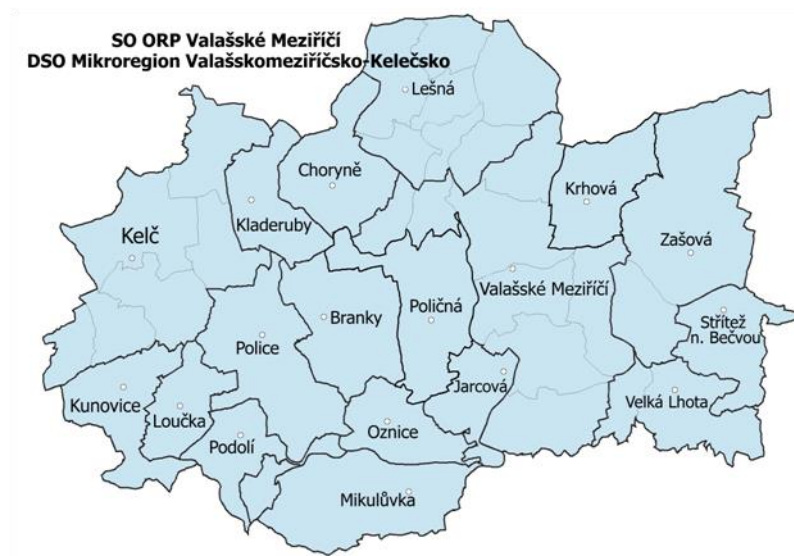 SO ORP Valašské Meziříčí
DSO Mikroregion Valašskomeziříčsko-Kelečsko
Lešná
Choryně
Krhová
Kladeruby
Kelč
Zašová
Valašské Meziříčí
Poličná
Branky
Police
Střítež
n. Bečvou
Jarcová
Velká Lhota
Kunovice
Loučka
Oznice
Podolí
Mikulůvka